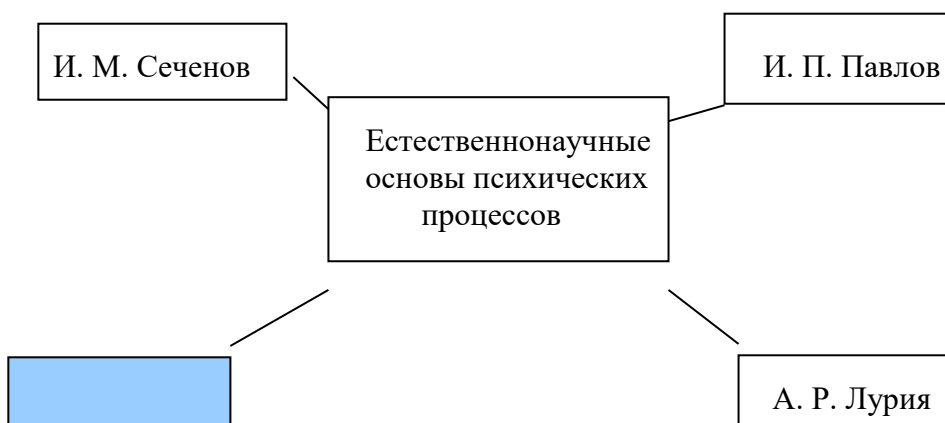 И. М. Сеченов
И. П. Павлов
Естественнонаучные
основы психических
процессов
А. Р. Лурия